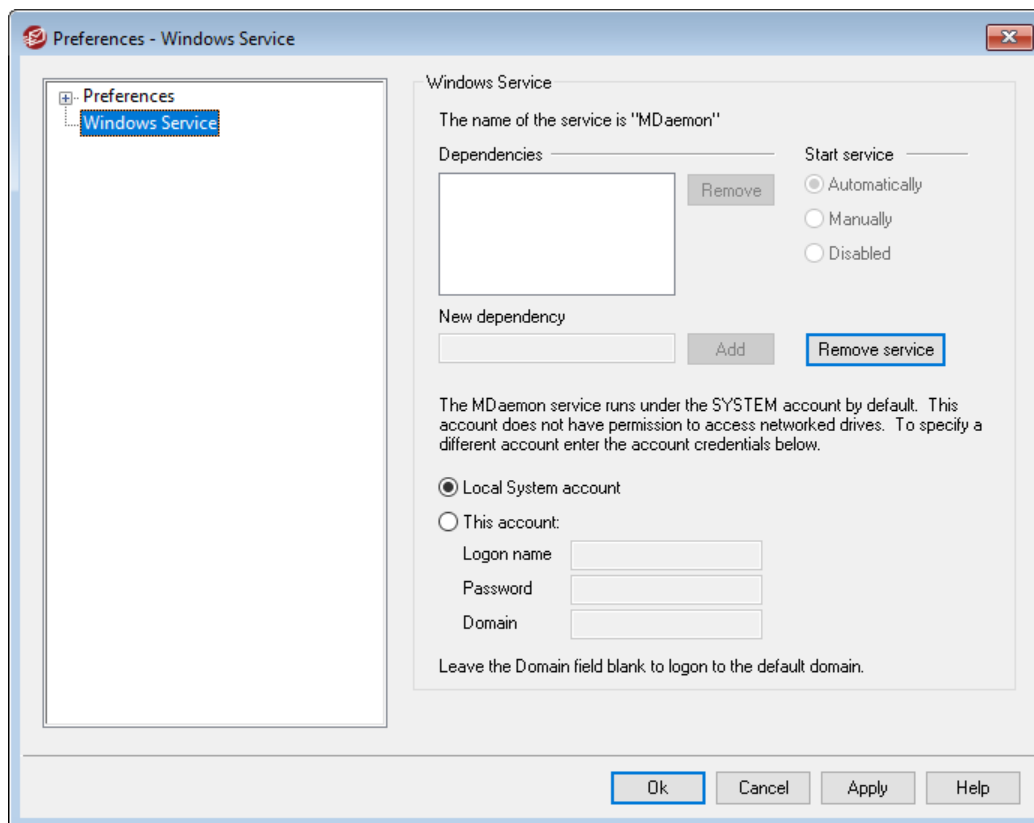 Preferences - Windows Service
Preferences
Windows Service
Windows Service
The name of the service is "MDaemon"
Dependencies
Start service
Remove
Automatically
Manually
Disabled
New dependency
Add
Remove service
The MDaemon service runs under the SYSTEM account by default. This
account does not have permission to access networked drives. To specify a
different account enter the account credentials below.
Local System account
This account:
Logon name
Password
Domain
Leave the Domain field blank to logon to the default domain.
Ok
Cancel
Apply
Help